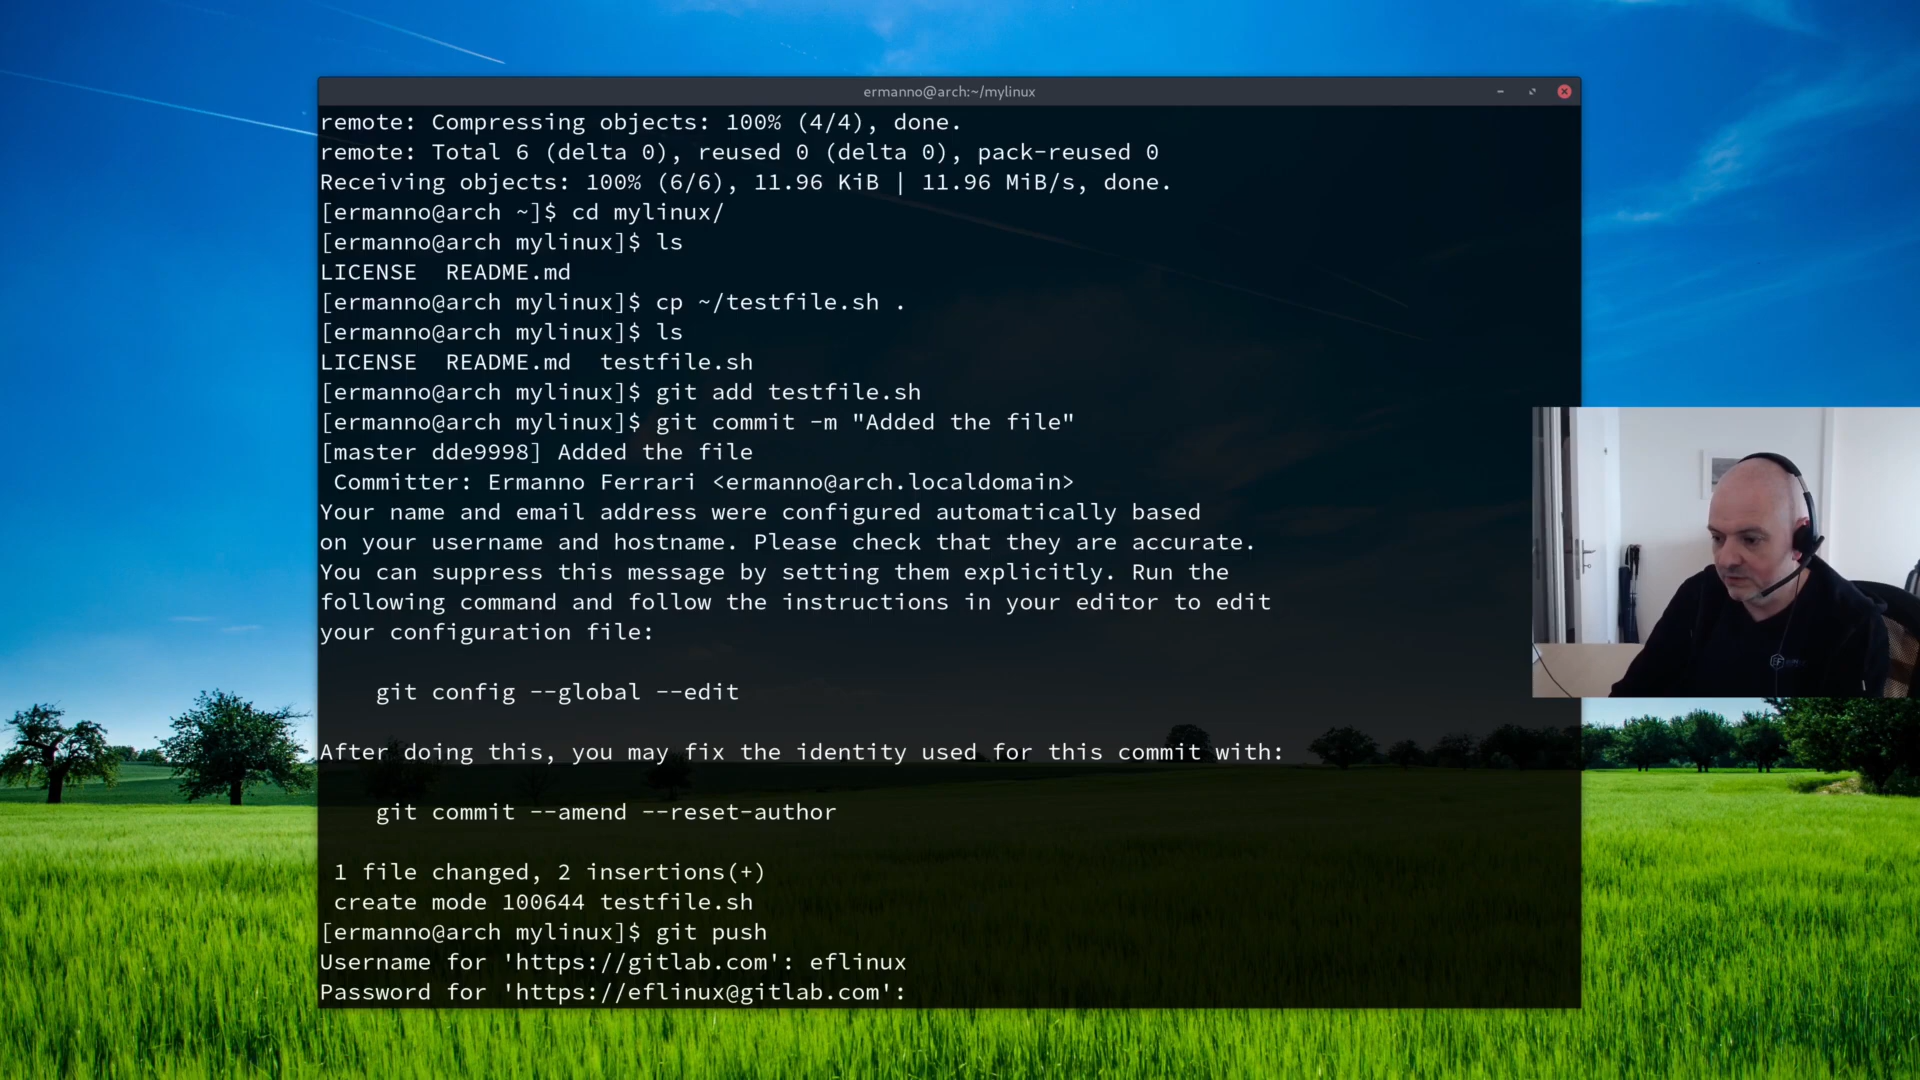 ermanno@arch:~/mylinux
remote: Compressing objects: 100% (4/4), done.
remote: Total 6 (delta 0), reused 0 (delta 0), pack-reused 0
Receiving objects: 100% (6/6), 11.96 KiB | 11.96 MiB/s, done.
[ermanno@arch ~]$ cd mylinux/
[ermanno@arch mylinux]$ ls
LICENSE  README.md
[ermanno@arch mylinux]$ cp ~/testfile.sh .
[ermanno@arch mylinux]$ ls
LICENSE  README.md  testfile.sh
[ermanno@arch mylinux]$ git add testfile.sh
[ermanno@arch mylinux]$ git commit -m "Added the file"
[master dde9998] Added the file
 Committer: Ermanno Ferrari <ermanno@arch.localdomain>
Your name and email address were configured automatically based
on your username and hostname. Please check that they are accurate.
You can suppress this message by setting them explicitly. Run the
following command and follow the instructions in your editor to edit
your configuration file:
    git config --global --edit
After doing this, you may fix the identity used for this commit with:
    git commit --amend --reset-author
 1 file changed, 2 insertions(+)
 create mode 100644 testfile.sh
[ermanno@arch mylinux]$ git push
Username for 'https://gitlab.com': eflinux
Password for 'https://eflinux@gitlab.com':